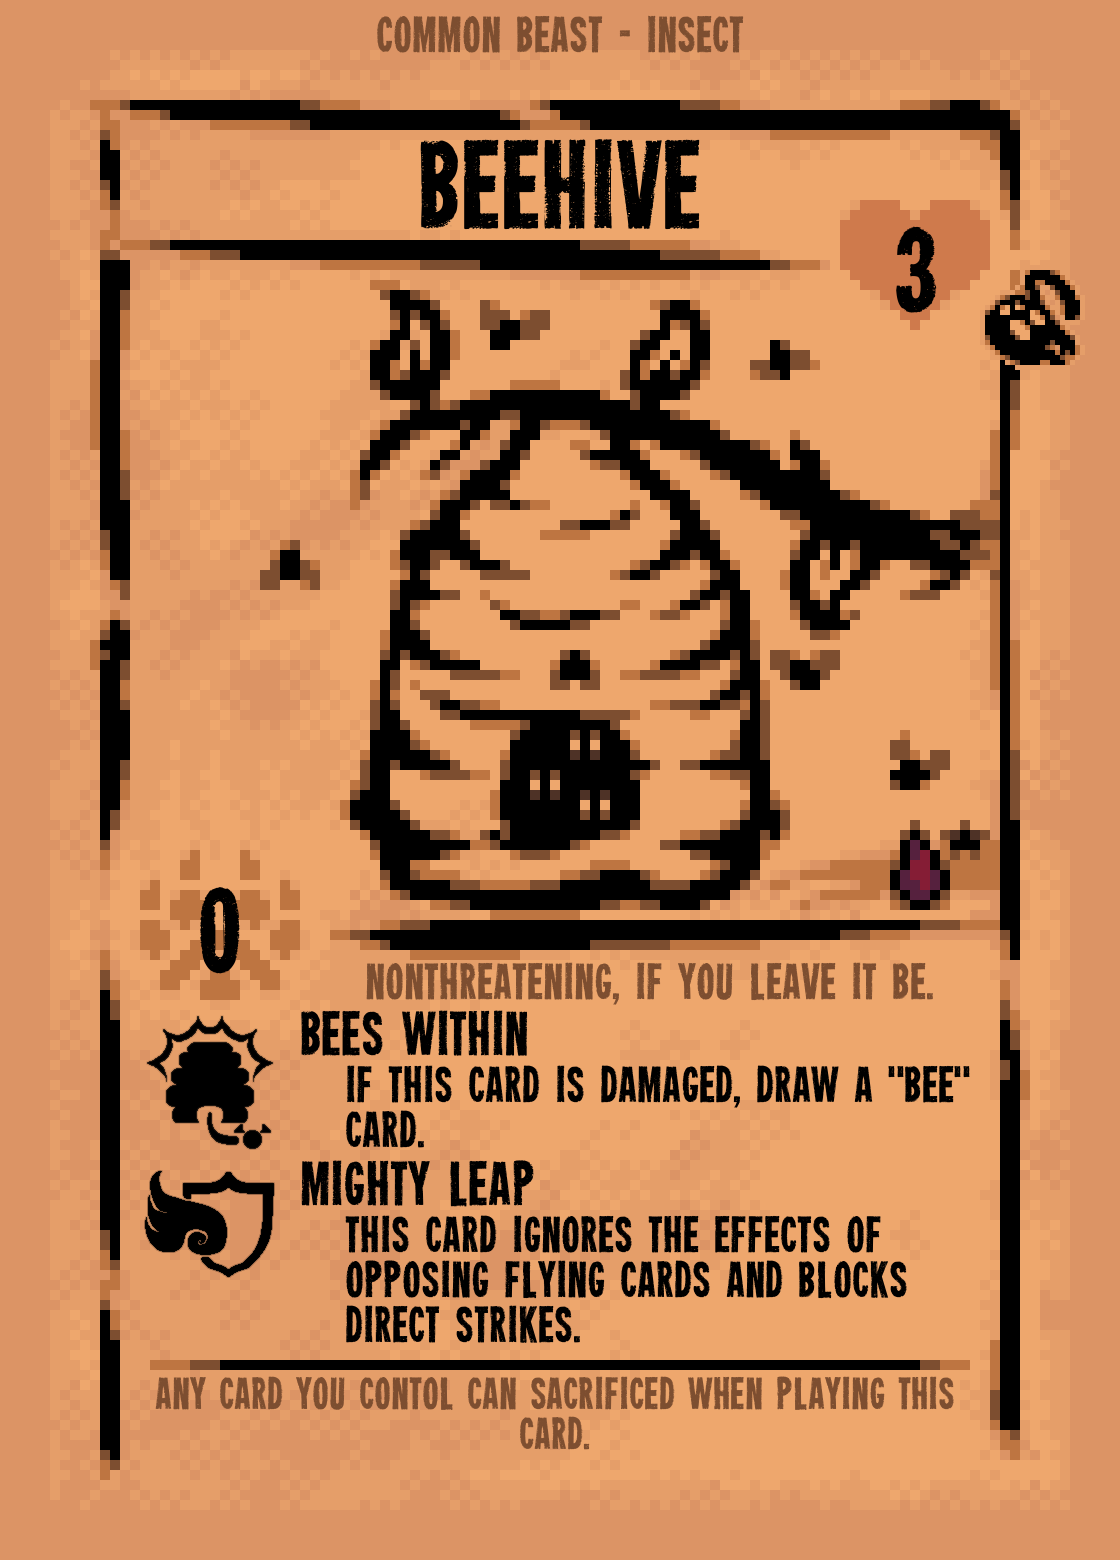 COMMON BEAST - INSECT
BEEHIVE
3
0
NONTHREATENING, IF YOU LEAVE IT BE.
BEES WITHIN
IF THIS CARD IS DAMAGED, DRAW A "BEE"
CARD.
MIGHTY LEAP
THIS CARD IGNORES THE EFFECTS OF
OPPOSING FLYING CARDS AND BLOCKS
DIRECT STRIKES.
ANY CARD YOU CONTOL CAN SACRIFICED WHEN PLAYING THIS
CARD.